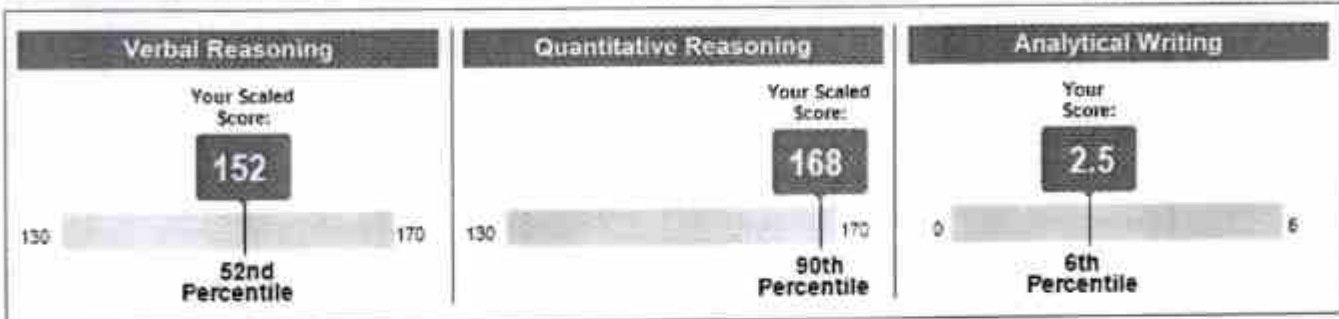 Verbal Reasoning
Your Scaled
Score:
152
130
170
52nd
Percentile
Quantitative Reasoning
Your Scaled
Score:
168
130
170
90th
Percentile
Analytical Writing
Your
Score:
2.5
0
6
6th
Percentile